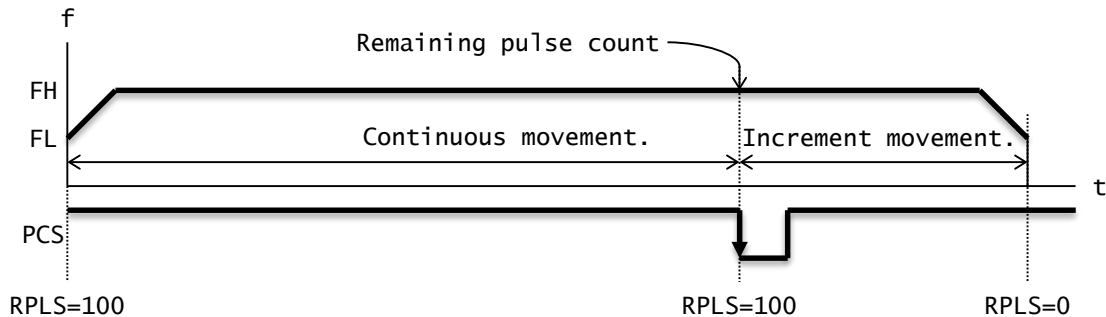 f
Remaining pulse count
FH
FL
Continuous movement. Increment movement.
t
PCS
RPLS=100 RPLS=100 RPLS=0